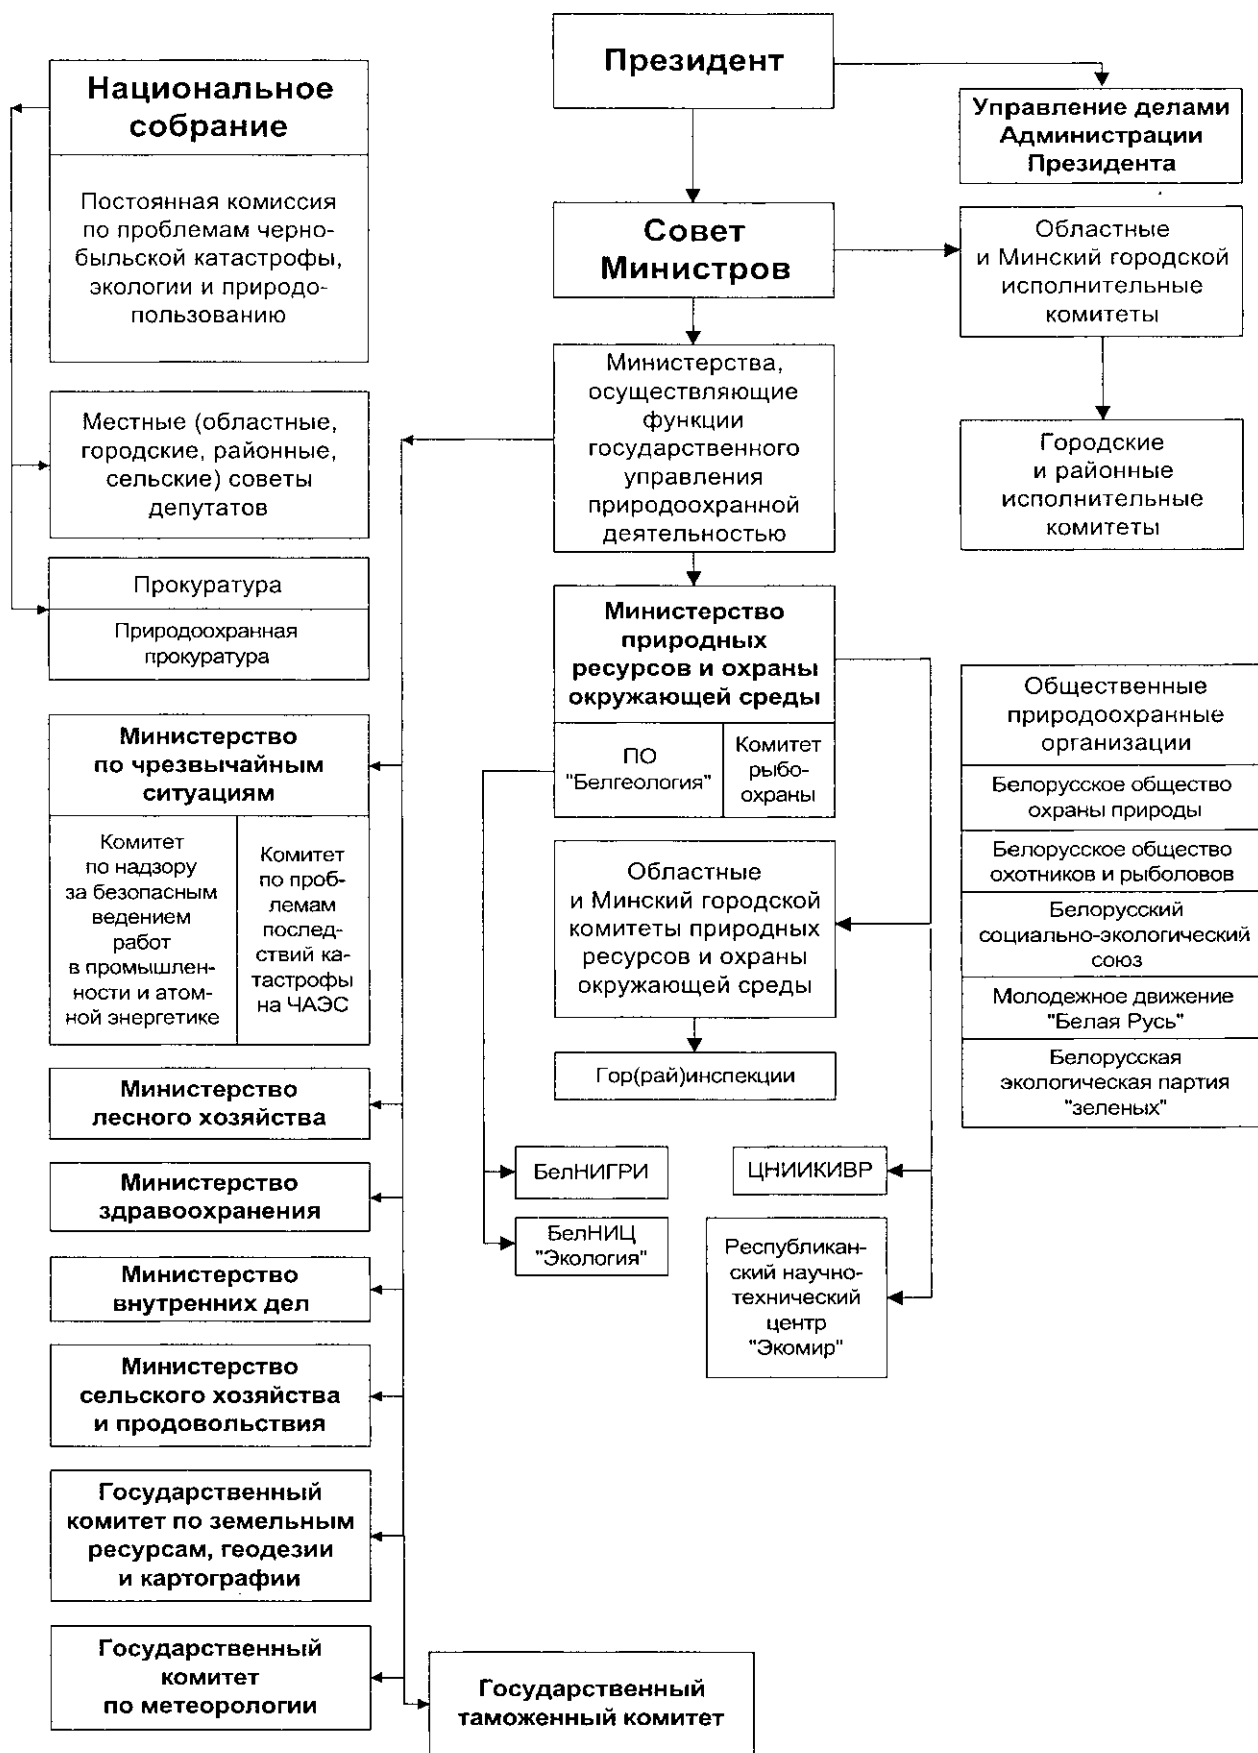 Президент
Национальное
собрание
Постоянная комиссия
по проблемам черно-
быльской катастрофы,
экологии и природо-
пользованию
Управление делами
Администрации
Президента
Совет
Министров
Областные
и Минский городской
исполнительные
комитеты
Министерства,
осуществляющие
функции
государственного
управления
природоохранной
деятельностью
Местные (областные,
городские, районные,
сельские) советы
депутатов
Городские
и районные
исполнительные
комитеты
Прокуратура
Природоохранная
прокуратура
Министерство
природных
ресурсов и охраны
окружающей среды
ПО
"Белгеология"
Комитет
рыбо-
охраны
Общественные
природоохранные
организации
Белорусское общество
охраны природы
Белорусское общество
охотников и рыболовов
Белорусский
социально-экологический
союз
Молодежное движение
"Белая Русь"
Белорусская
экологическая партия
"зеленых"
Министерство
по чрезвычайным
ситуациям
Комитет
по надзору
за безопасным
ведением
работ
в промышлен-
ности и атом-
ной энергетике
Комитет
по проб-
лемам
послед-
ствий ка-
тастрофы
на ЧАЭС
Областные
и Минский городской
комитеты природных
ресурсов и охраны
окружающей среды
Гор(рай)инспекции
Министерство
лесного хозяйства
БелНИГРИ
ЦНИИКИВР
Министерство
здравоохранения
БелНИЦ
"Экология"
Республикан-
ский научно-
технический
центр
"Экомир"
Министерство
внутренних дел
Министерство
сельского хозяйства
и продовольствия
Государственный
комитет по земельным
ресурсам, геодезии
и картографии
Государственный
комитет
по метеорологии
Государственный
таможенный комитет